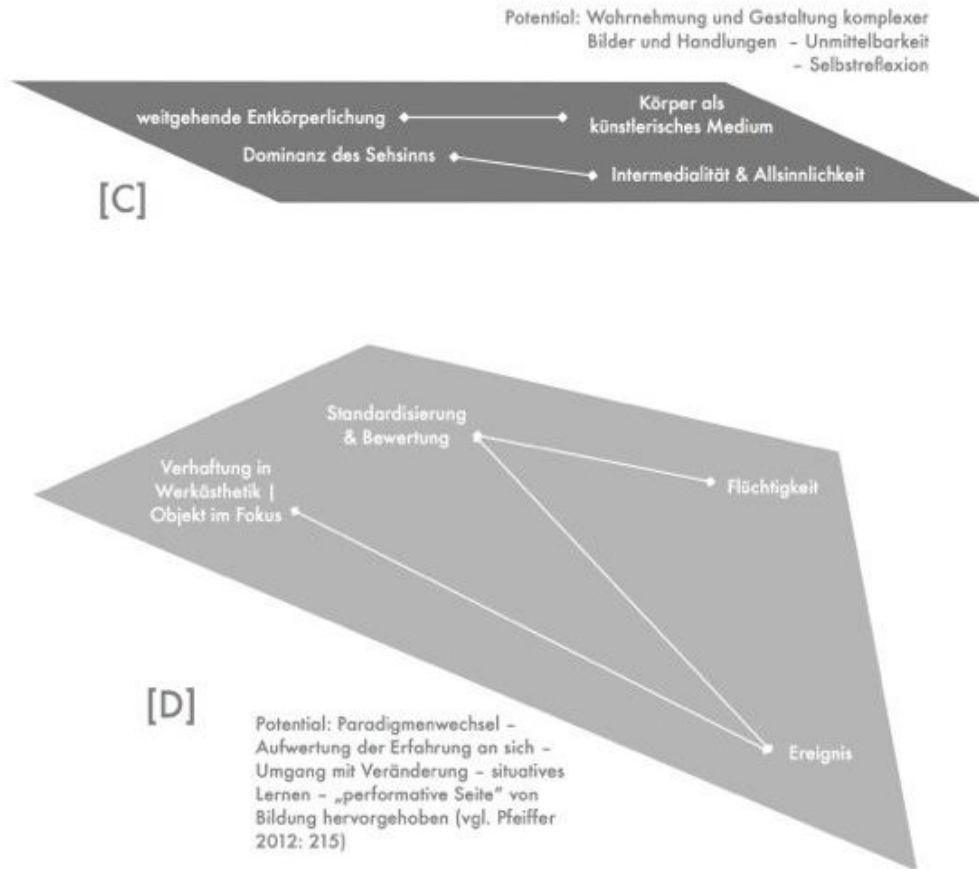 Potential: Wahrnehmung und Gestaltung komplexer
Bilder und Handlungen – Unmittelbarkeit
– Selbstreflexion
weitgehende Entkörperlichung
Körper als
künstlerisches Medium
Dominanz des Sehsinns
Intermedialität & Allsinnlichkeit
[C]
Standardisierung
& Bewertung
Verhaftung in
Werkästhetik |
Objekt im Fokus
Flüchtigkeit
Ereignis
[D]
Potential: Paradigmenwechsel –
Aufwertung der Erfahrung an sich –
Umgang mit Veränderung – situatives
Lernen – „performative Seite" von
Bildung hervorgehoben (vgl. Pfeiffer
2012: 215)